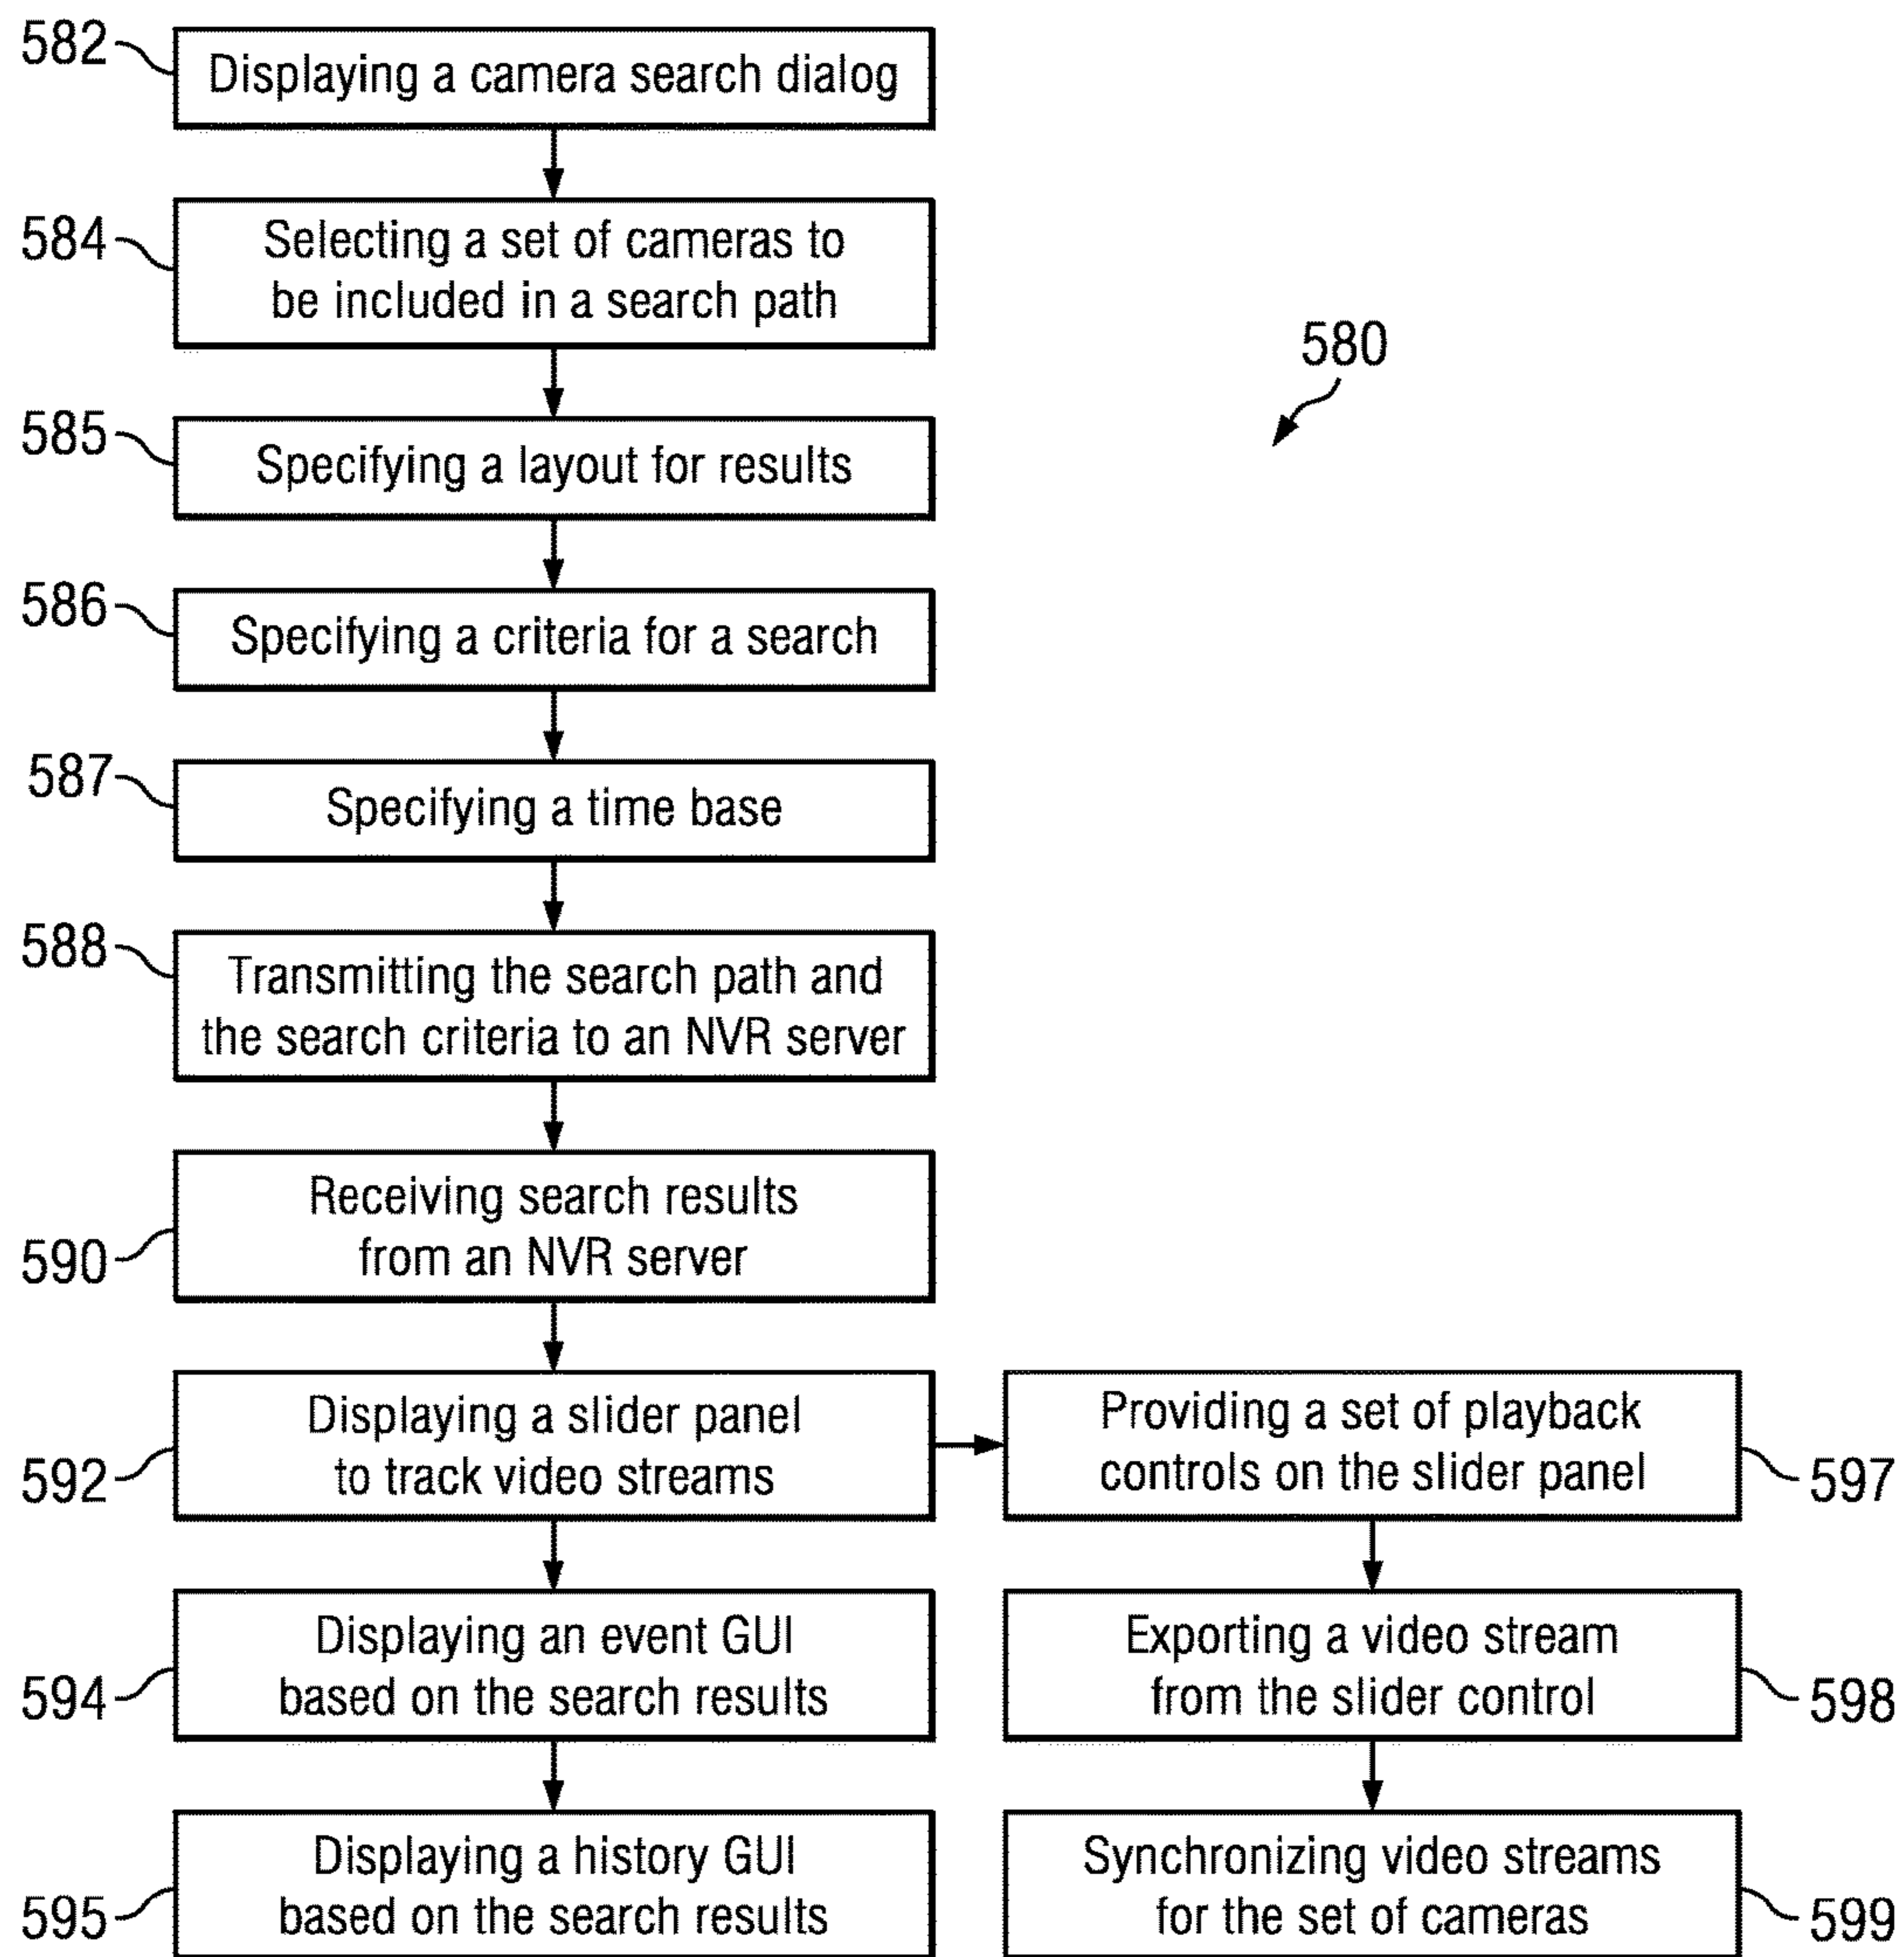 582
Displaying a camera search dialog
584
Selecting a set of cameras to
be included in a search path
580
585
Specifying a layout for results
586
Specifying a criteria for a search
587
Specifying a time base
588
Transmitting the search path and
the search criteria to an NVR server
590
Receiving search results
from an NVR server
592
Displaying a slider panel
to track video streams
Providing a set of playback
controls on the slider panel
597
594
Displaying an event GUI
based on the search results
Exporting a video stream
from the slider control
598
595
Displaying a history GUI
based on the search results
Synchronizing video streams
for the set of cameras
599